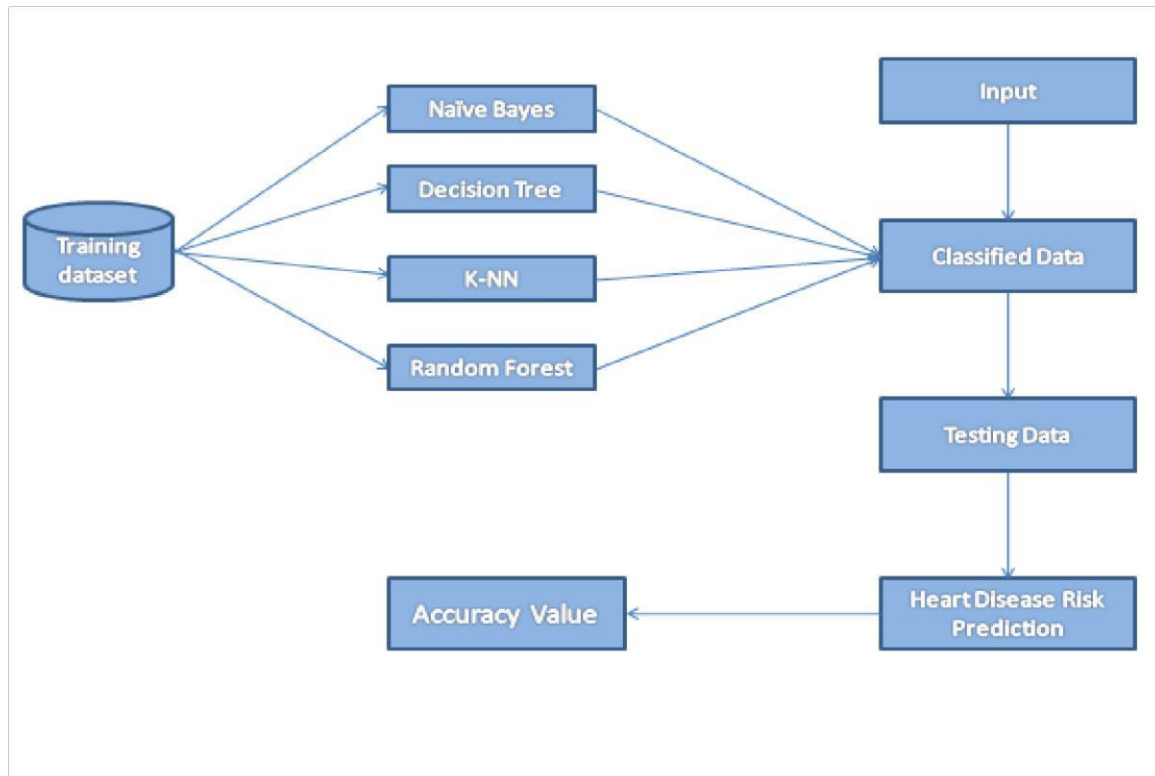 Naïve Bayes
Input
Decision Tree
Training
dataset
Classified Data
K-NN
Random Forest
Testing Data
Heart Disease Risk
Prediction
Accuracy Value